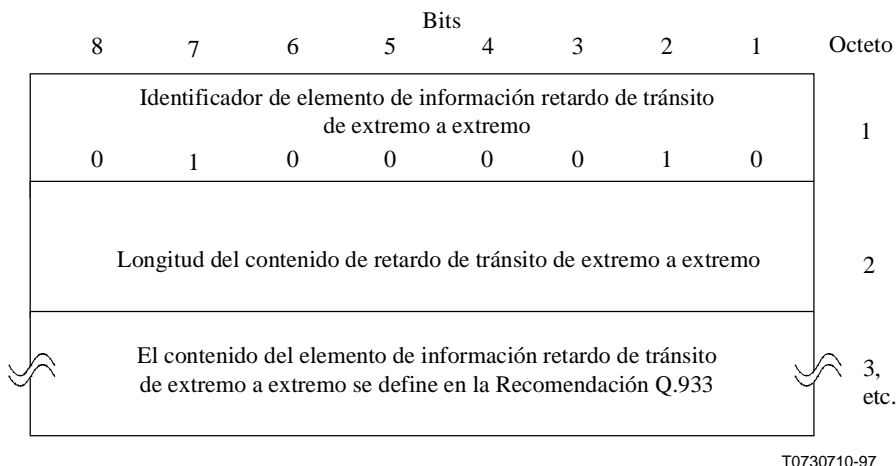 Bits
8 7 6 5 4 3 2 1 Octeto
Identificador de elemento de información retardo de tránsito
de extremo a extremo
0 1 0 0 0 0 1 0
1
Longitud del contenido de retardo de tránsito de extremo a extremo
2
El contenido del elemento de información retardo de tránsito
de extremo a extremo se define en la Recomendación Q.933
3,
etc.
T0730710-97